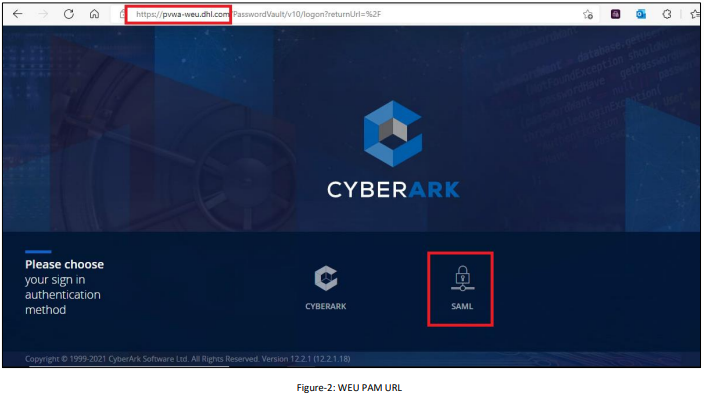 https://pvwa-weu.dhl.com/PasswordVault/v10/logon?returnUrl=%2F
CYBERARK
Please choose
your sign in
authentication
method
CYBERARK
SAML
Copyright © 1999-2021 CyberArk Software Ltd. All Rights Reserved. Version 12.2.1 (12.2.1.18)
Figure-2: WEU PAM URL